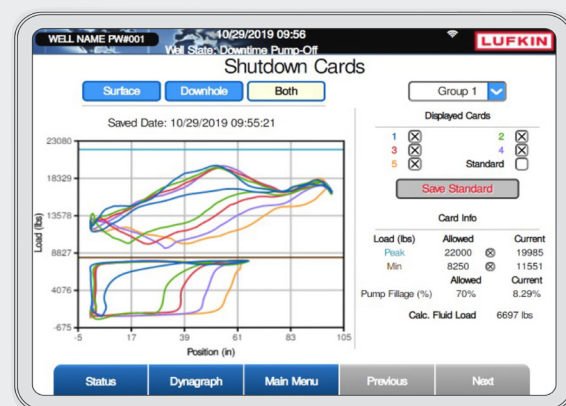 WELL NAME PW#001
10/29/2019 09:56
Well State: Downtime Pump-Off
LUFKIN
Shutdown Cards
Surface Downhole Both
Group 1
Saved Date: 10/29/2019 09:55:21
Displayed Cards
1 2
3 4
5 Standard
Save Standard
Card Info
Load (lbs) Allowed Current
Peak 22000 19985
Min 8250 11551
Allowed Current
Pump Fillage (%) 70% 8.29%
Calc. Fluid Load 6697 lbs
Load (lbs)
23080
18329
13578
8827
4076
-675
-5 17 39 61 83 105
Position (in)
Status Dynagraph Main Menu Previous Next